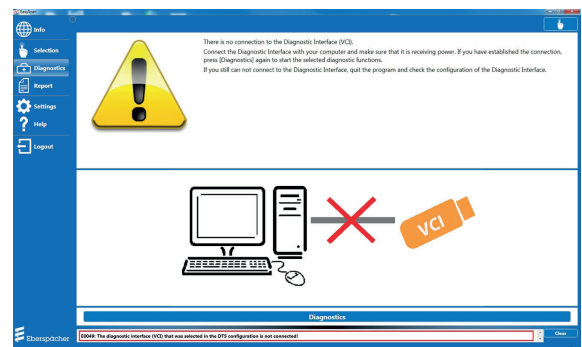 EasyScan
Info
Selection
Diagnostics
Report
Settings
Help
Logout
There is no connection to the Diagnostic Interface (VCI).
Connect the Diagnostic Interface with your computer and make sure that it is receiving power. If you have established the connection,
press [Diagnostics] again to start the selected diagnostic functions.
If you still can not connect to the Diagnostic Interface, quit the program and check the configuration of the Diagnostic Interface.
VCI
Diagnostics
Eberspächer
E0049: The diagnostic interface (VCI) that was selected in the DTS configuration is not connected!
Clear